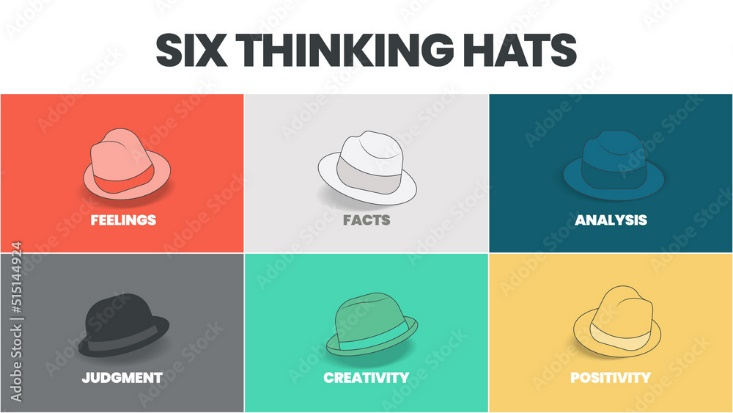 SIX THINKING HATS
FEELINGS
FACTS
ANALYSIS
JUDGMENT
CREATIVITY
POSITIVITY
Adobe Stock | #515144924